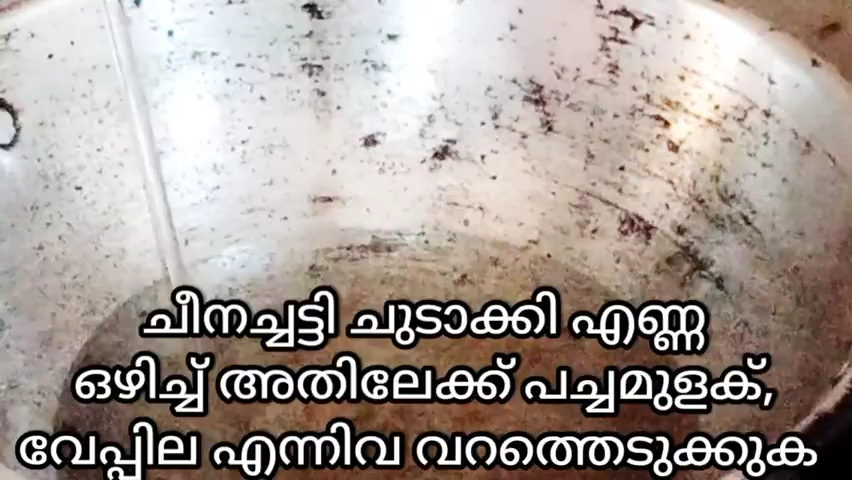 ചീനച്ചട്ടി ചുടാക്കി എണ്ണ
ഒഴിച്ച് അതിലേക്ക് പച്ചമുളക്,
വേപ്പില എന്നിവ വറത്തെടുക്കുക